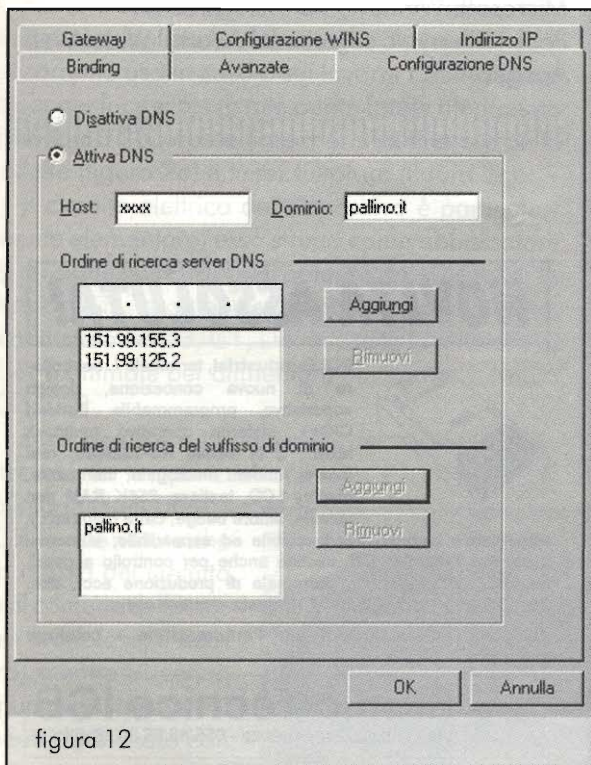 Gateway Configurazione WINS Indirizzo IP
Binding Avanzate Configurazione DNS
Disattiva DNS
Attiva DNS
Host: xxxx Dominio: pallino.it
Ordine di ricerca server DNS
. . . Aggiungi
151.99.155.3
151.99.125.2
Rimuovi
Ordine di ricerca del suffisso di dominio
Aggiungi
pallino.it Rimuovi
OK Annulla
figura 12